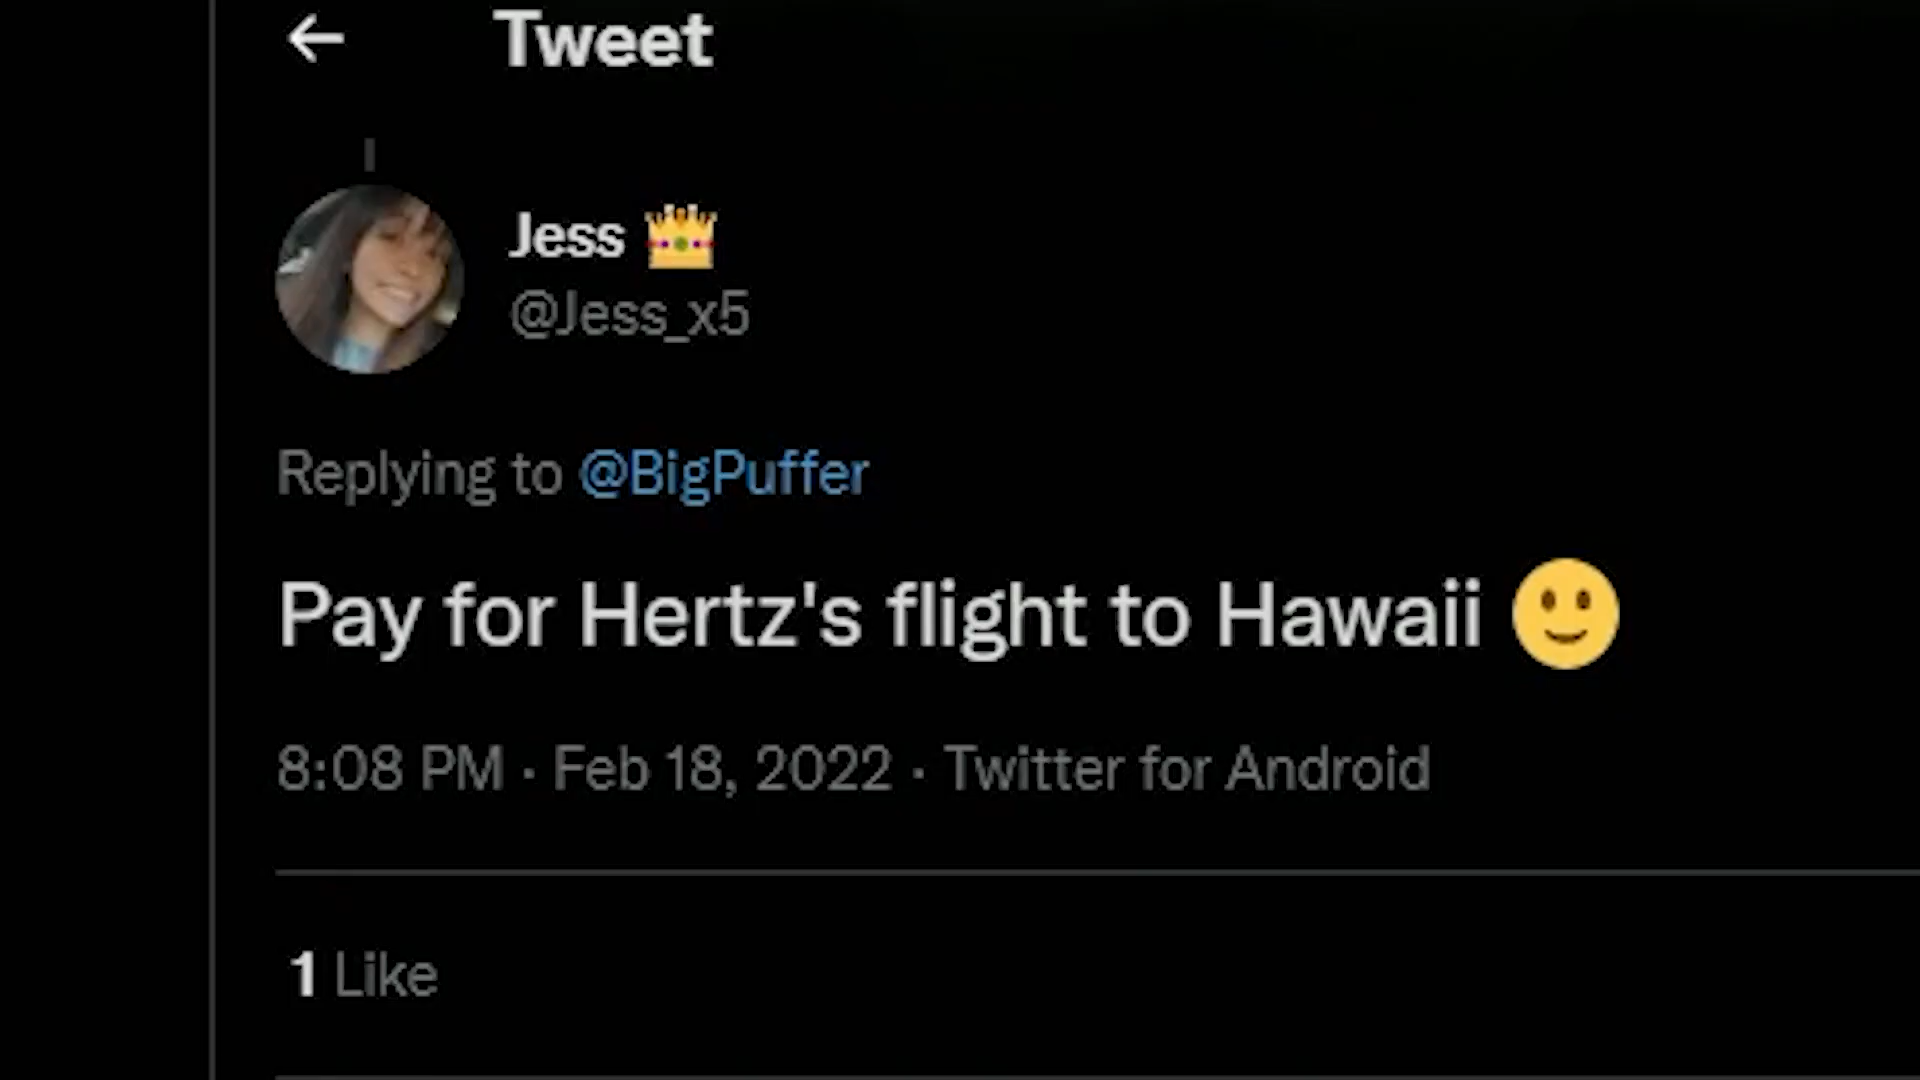 Tweet
Jess 👑
@Jess_x5
Replying to @BigPuffer
Pay for Hertz's flight to Hawaii 🙂
8:08 PM · Feb 18, 2022 · Twitter for Android
1 Like